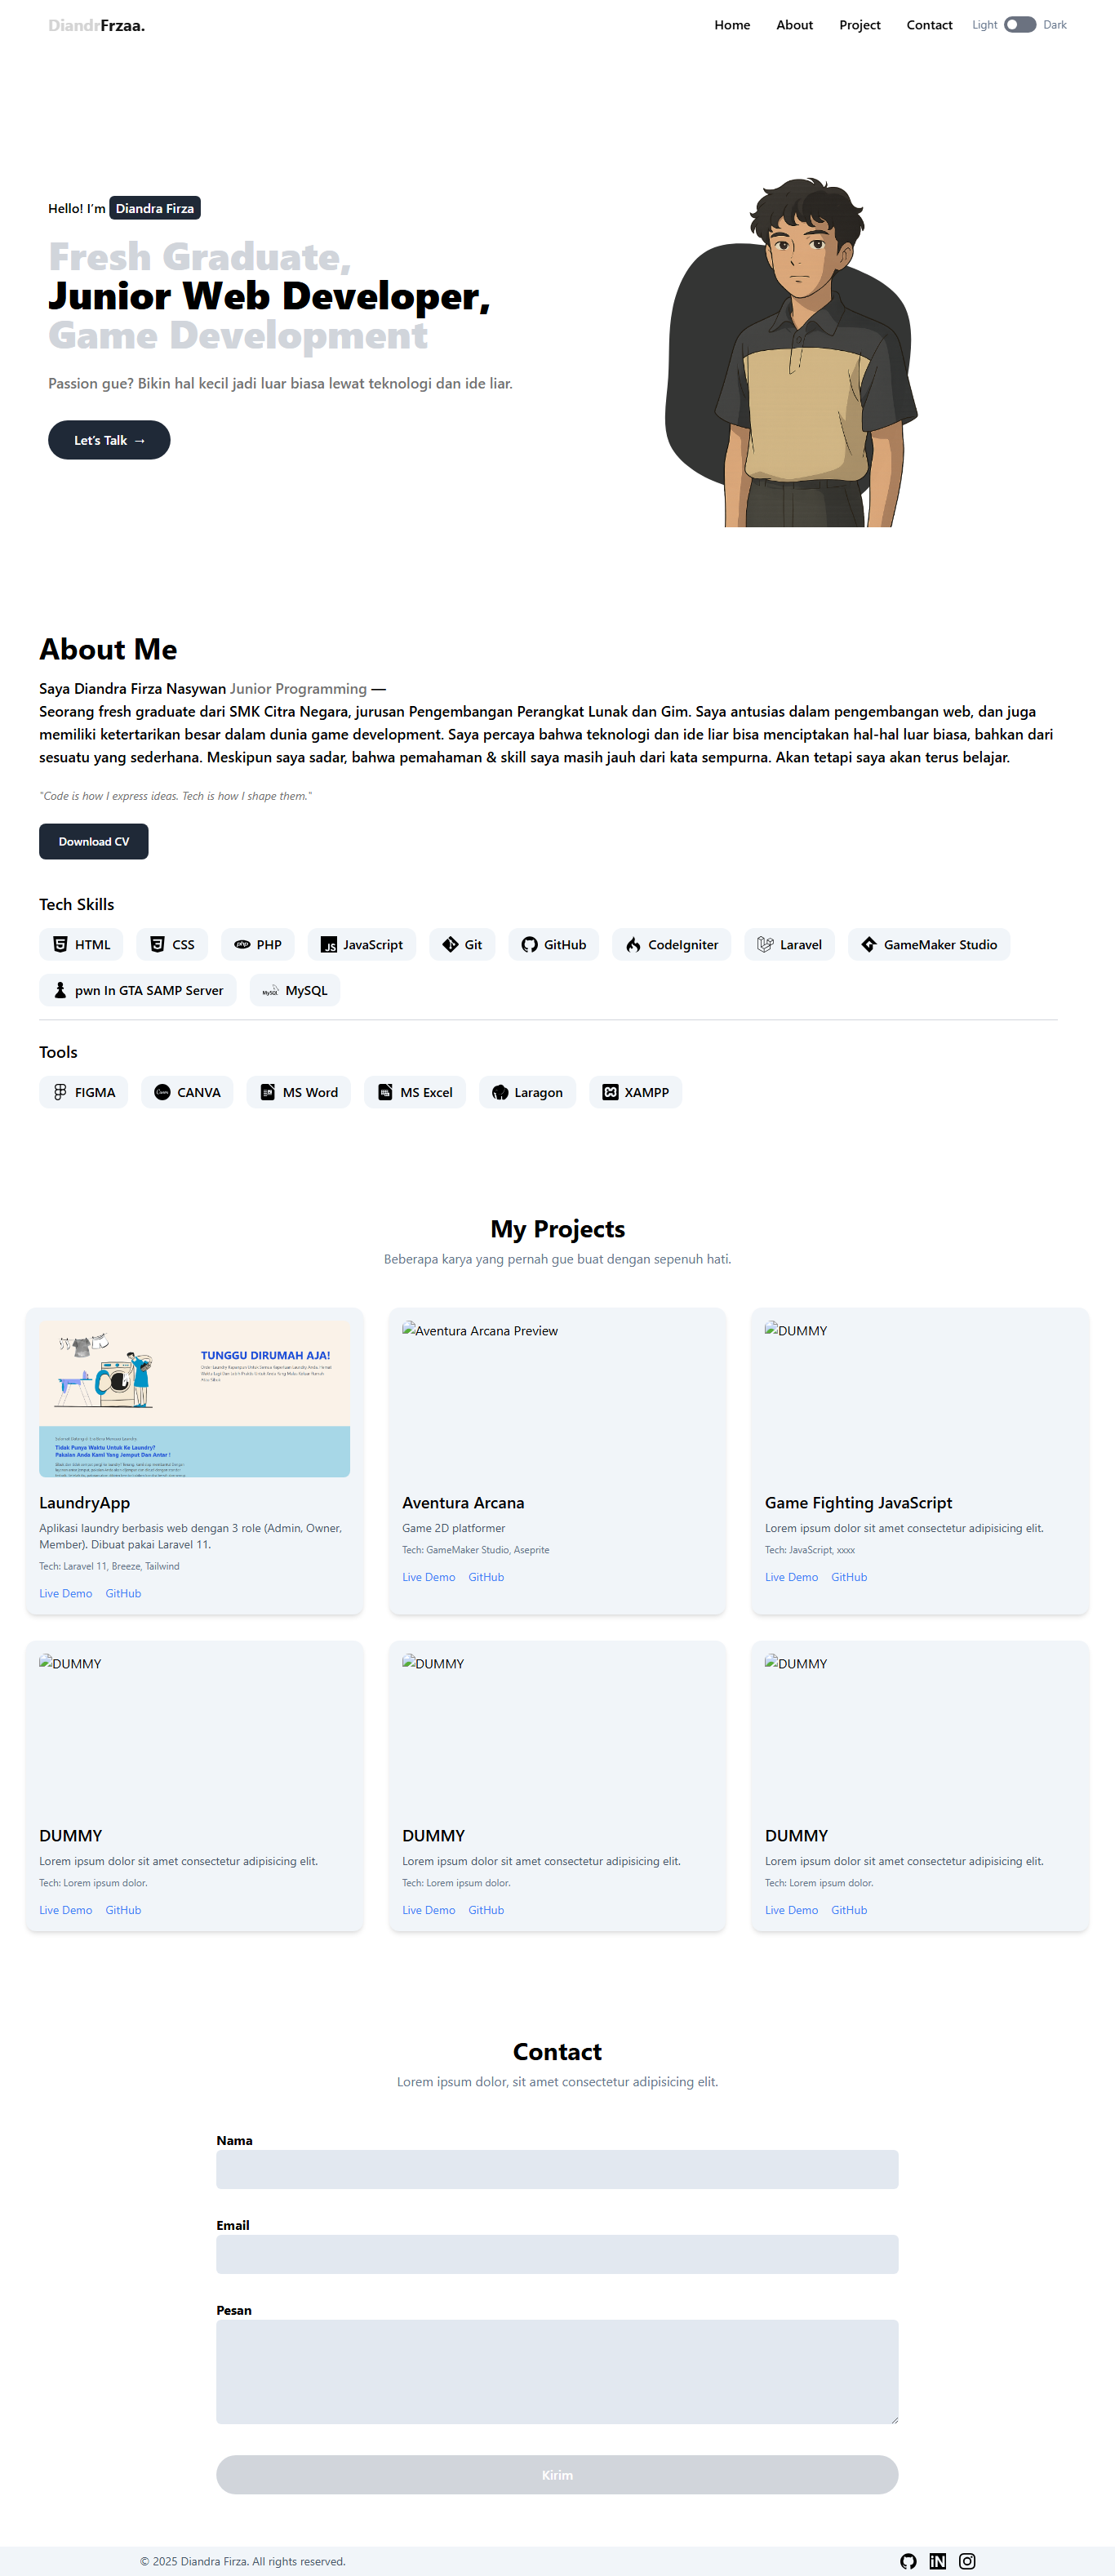 DiandrFrzaa.
Home About Project Contact Light Dark
Hello! I'm Diandra Firza
Fresh Graduate,
Junior Web Developer,
Game Development
Passion gue? Bikin hal kecil jadi luar biasa lewat teknologi dan ide liar.
Let's Talk →
About Me
Saya Diandra Firza Nasywan Junior Programming —
Seorang fresh graduate dari SMK Citra Negara, jurusan Pengembangan Perangkat Lunak dan Gim. Saya antusias dalam pengembangan web, dan juga
memiliki ketertarikan besar dalam dunia game development. Saya percaya bahwa teknologi dan ide liar bisa menciptakan hal-hal luar biasa, bahkan dari
sesuatu yang sederhana. Meskipun saya sadar, bahwa pemahaman & skill saya masih jauh dari kata sempurna. Akan tetapi saya akan terus belajar.
"Code is how I express ideas. Tech is how I shape them."
Download CV
Tech Skills
HTML CSS PHP JavaScript Git GitHub CodeIgniter Laravel GameMaker Studio
pwn In GTA SAMP Server MySQL
Tools
FIGMA CANVA MS Word MS Excel Laragon XAMPP
My Projects
Beberapa karya yang pernah gue buat dengan sepenuh hati.
TUNGGU DIRUMAH AJA!
Tidak Punya Waktu Untuk Ke Laundry?
Pakaian Anda Kami Yang Jemput Dan Antar !
LaundryApp
Aplikasi laundry berbasis web dengan 3 role (Admin, Owner,
Member). Dibuat pakai Laravel 11.
Tech: Laravel 11, Breeze, Tailwind
Live Demo GitHub
Aventura Arcana Preview
Aventura Arcana
Game 2D platformer
Tech: GameMaker Studio, Aseprite
Live Demo GitHub
DUMMY
Game Fighting JavaScript
Lorem ipsum dolor sit amet consectetur adipisicing elit.
Tech: JavaScript, xxxx
Live Demo GitHub
DUMMY
DUMMY
Lorem ipsum dolor sit amet consectetur adipisicing elit.
Tech: Lorem ipsum dolor.
Live Demo GitHub
DUMMY
DUMMY
Lorem ipsum dolor sit amet consectetur adipisicing elit.
Tech: Lorem ipsum dolor.
Live Demo GitHub
DUMMY
DUMMY
Lorem ipsum dolor sit amet consectetur adipisicing elit.
Tech: Lorem ipsum dolor.
Live Demo GitHub
Contact
Lorem ipsum dolor, sit amet consectetur adipisicing elit.
Nama
Email
Pesan
Kirim
© 2025 Diandra Firza. All rights reserved.